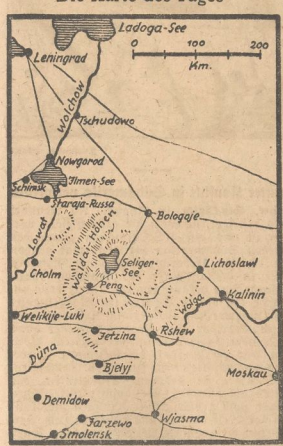 Die Karte des Tages
Ladoga-See
0 100 200
Km.
Leningrad
Wolchow
Tschudowo
Nowgorod
Ilmen-See
Schimsk
Staraja-Russa
Bologoje
Lowat
Waldai-Höhen
Seliger-
See
Cholm
Peno
Lichoslawl
Wolga
Kalinin
Welikije-Luki
Jetzina
Rshew
Düna
Bjelyj
Moskau
Demidow
Jarzewo
Wjasma
Smolensk